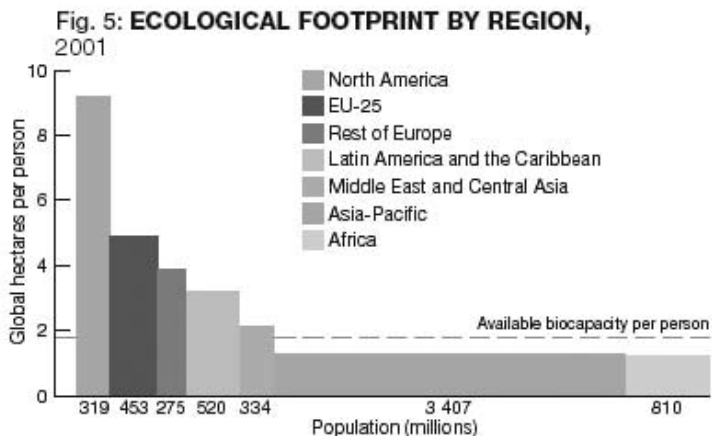 Fig. 5: ECOLOGICAL FOOTPRINT BY REGION,
2001
10
8
6
4
2
0
Global hectares per person
North America
EU-25
Rest of Europe
Latin America and the Caribbean
Middle East and Central Asia
Asia-Pacific
Africa
Available biocapacity per person
319 453 275 520 334 3 407 810
Population (millions)